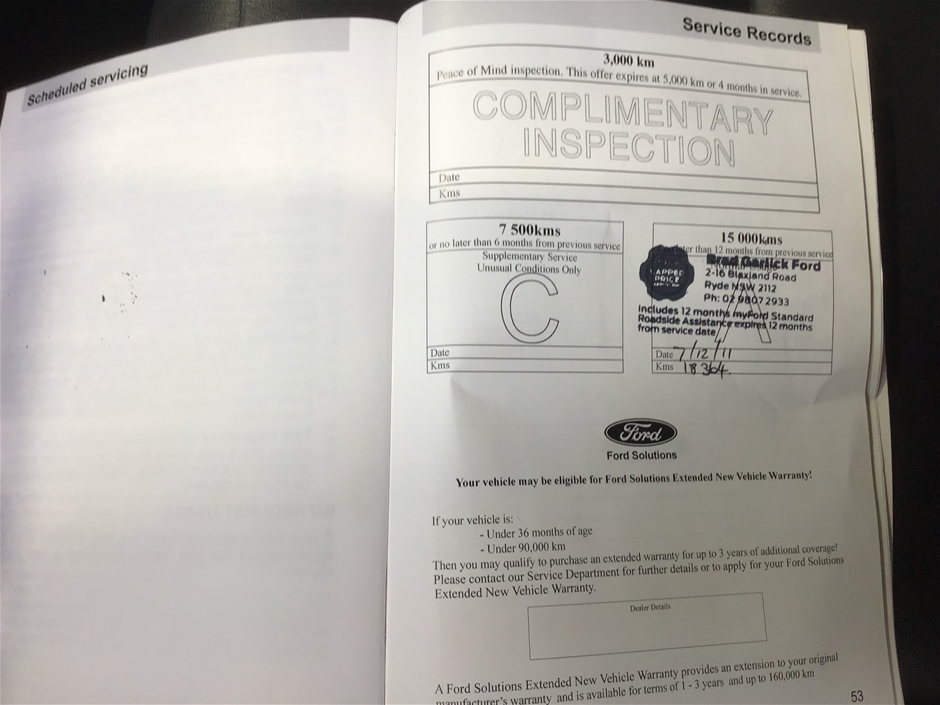 Scheduled servicing
Service Records
3,000 km
Peace of Mind inspection. This offer expires at 5,000 km or 4 months in service.
COMPLIMENTARY
INSPECTION
Date
Kms
7 500kms
or no later than 6 months from previous service
Supplementary Service
Unusual Conditions Only
C
Date
Kms
15 000kms
later than 12 months from previous service
CAPPED
PRICE
Brad Garlick Ford
2-16 Blaxland Road
Ryde NSW 2112
Ph: 02 9807 2933
Includes 12 months myFord Standard
Roadside Assistance expires 12 months
from service date
A
Date 7/12/11
Kms 18364.
Ford
Ford Solutions
Your vehicle may be eligible for Ford Solutions Extended New Vehicle Warranty!
If your vehicle is:
- Under 36 months of age
- Under 90,000 km
Then you may qualify to purchase an extended warranty for up to 3 years of additional coverage!
Please contact our Service Department for further details or to apply for your Ford Solutions
Extended New Vehicle Warranty.
Dealer Details
A Ford Solutions Extended New Vehicle Warranty provides an extension to your original
manufacturer's warranty and is available for terms of 1 - 3 years and up to 160,000 km
53